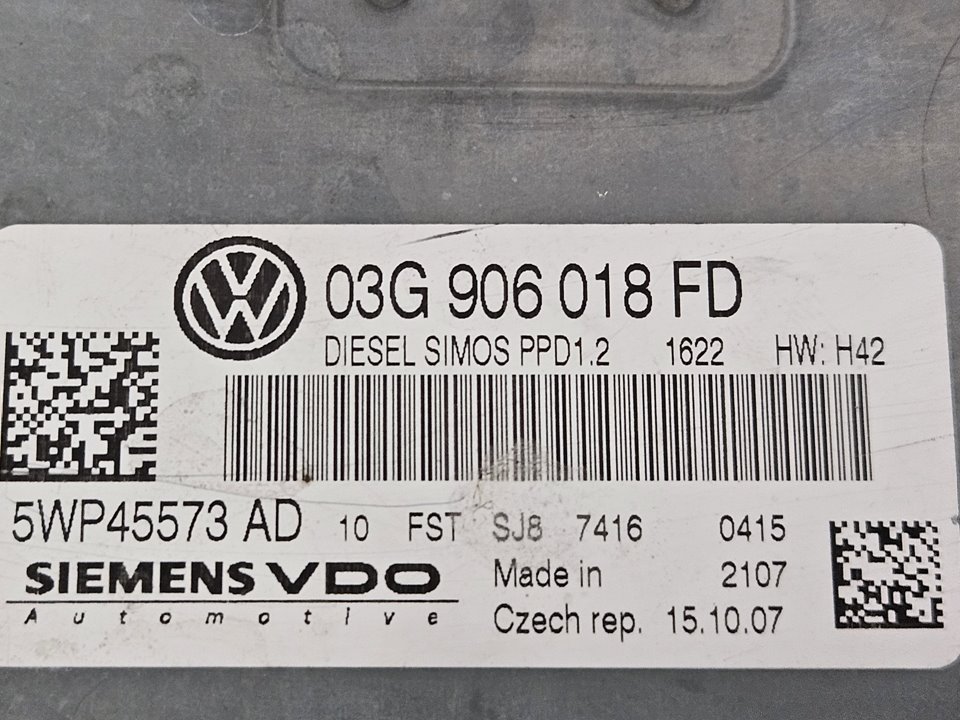 03G 906 018 FD
DIESEL SIMOS PPD1.2 1622 HW: H42
5WP45573 AD 10 FST SJ8 7416 0415
SIEMENS VDO Made in 2107
Automotive Czech rep. 15.10.07